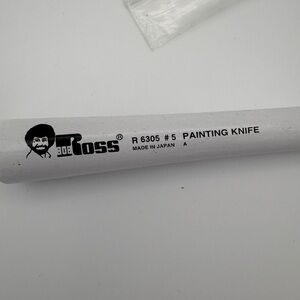 BOB ROSS® R 6305 #5 PAINTING KNIFE
MADE IN JAPAN A